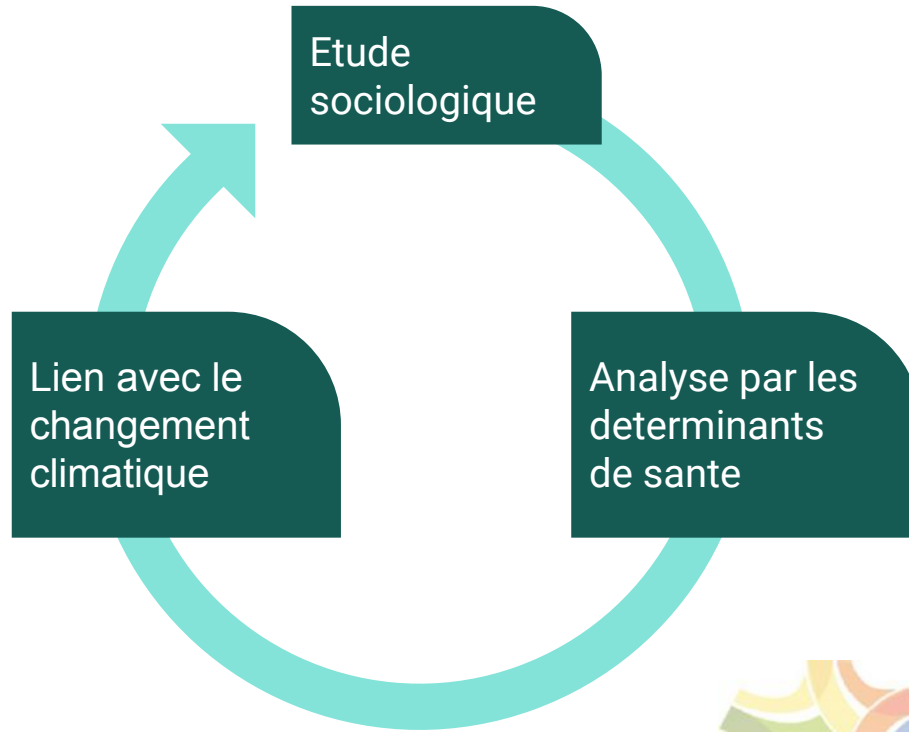 Etude
sociologique
Analyse par les
determinants
de sante
Lien avec le
changement
climatique